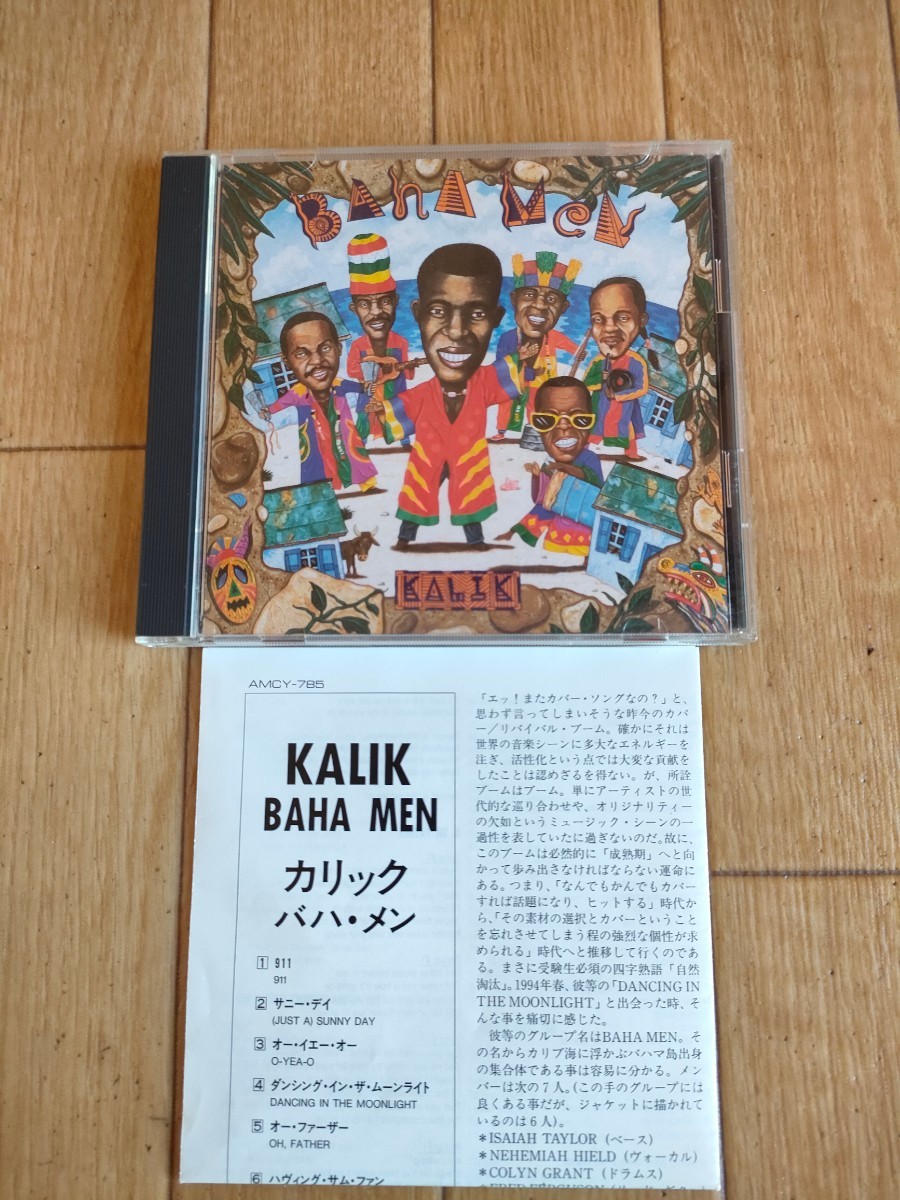 BAHA MEN
KALIK
AMCY-785
KALIK
BAHA MEN
カリック
バハ・メン
1 911
911
2 サニー・デイ
(JUST A) SUNNY DAY
3 オー・イエー・オー
O-YEA-O
4 ダンシング・イン・ザ・ムーンライト
DANCING IN THE MOONLIGHT
5 オー・ファーザー
OH, FATHER
6 ハヴィング・サム・ファン
「エッ！またカバー・ソングなの？」と、
思わず言ってしまいそうな昨今のカバ
ー／リバイバル・ブーム。確かにそれは
世界の音楽シーンに多大なエネルギーを
注ぎ、活性化という点では大変な貢献を
したことは認めざるを得ない。が、所詮
ブームはブーム。単にアーティストの世
代的な巡り合わせや、オリジナリティー
の欠如というミュージック・シーンの一
過性を表していたに過ぎないのだ。故に、
このブームは必然的に「成熟期」へと向
かって歩み出さなければならない運命に
ある。つまり、「なんでもかんでもカバー
すれば話題になり、ヒットする」時代か
ら、「その素材の選択とカバーということ
を忘れさせてしまう程の強烈な個性が求
められる」時代へと推移して行くのであ
る。まさに受験生必須の四字熟語「自然
淘汰」。1994年春、彼等の「DANCING IN
THE MOONLIGHT」と出会った時、そ
んな事を痛切に感じた。
彼等のグループ名はBAHA MEN。そ
の名からカリブ海に浮かぶバハマ島出身
の集合体である事は容易に分かる。メン
バーは次の7人。(この手のグループには
良くある事だが、ジャケットに描かれて
いるのは6人)。
*ISAIAH TAYLOR (ベース)
*NEHEMIAH HIELD (ヴォーカル)
*COLYN GRANT (ドラムス)
*FRED FERGUSON